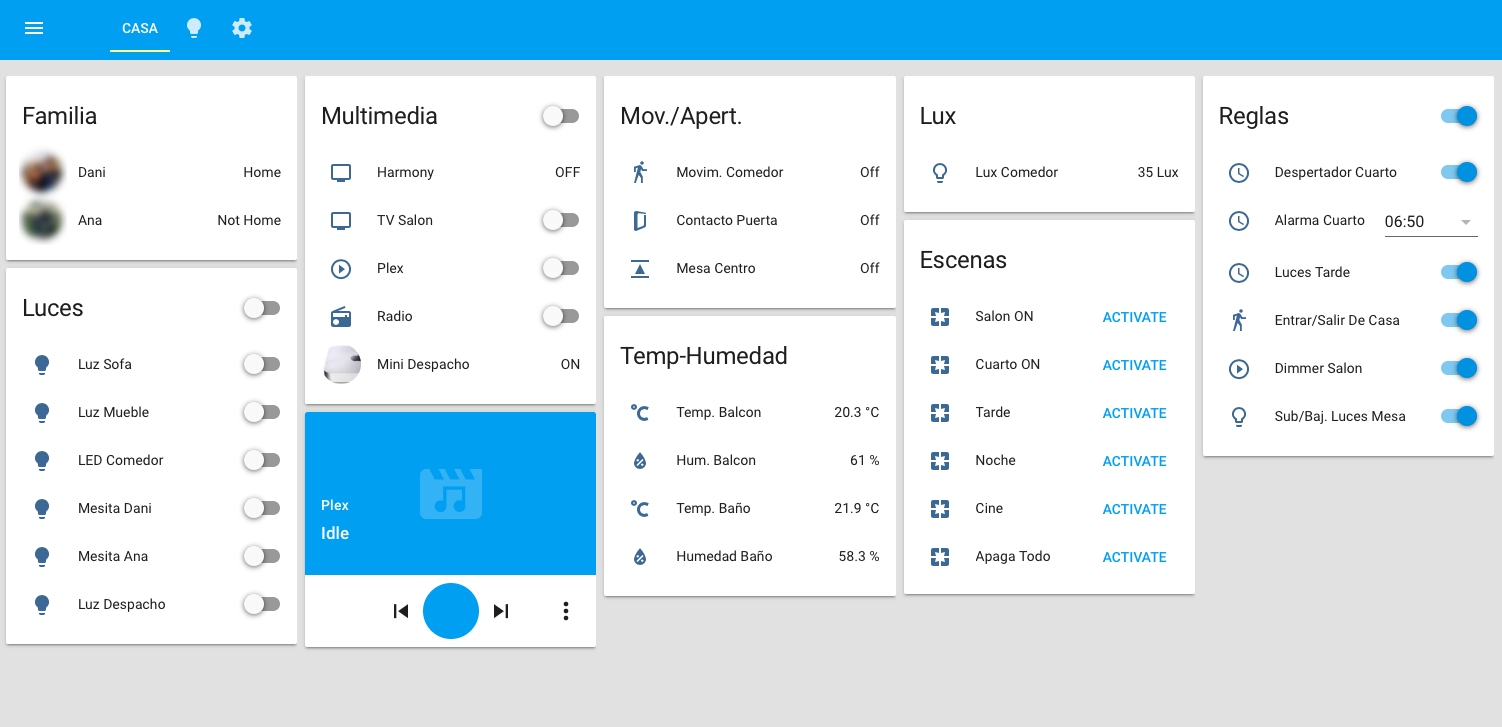 CASA
Familia
Dani Home
Ana Not Home
Luces
Luz Sofa
Luz Mueble
LED Comedor
Mesita Dani
Mesita Ana
Luz Despacho
Multimedia
Harmony OFF
TV Salon
Plex
Radio
Mini Despacho ON
Plex
Idle
Mov./Apert.
Movim. Comedor Off
Contacto Puerta Off
Mesa Centro Off
Temp-Humedad
°C Temp. Balcon 20.3 °C
Hum. Balcon 61 %
°C Temp. Baño 21.9 °C
Humedad Baño 58.3 %
Lux
Lux Comedor 35 Lux
Escenas
Salon ON ACTIVATE
Cuarto ON ACTIVATE
Tarde ACTIVATE
Noche ACTIVATE
Cine ACTIVATE
Apaga Todo ACTIVATE
Reglas
Despertador Cuarto
Alarma Cuarto 06:50
Luces Tarde
Entrar/Salir De Casa
Dimmer Salon
Sub/Baj. Luces Mesa